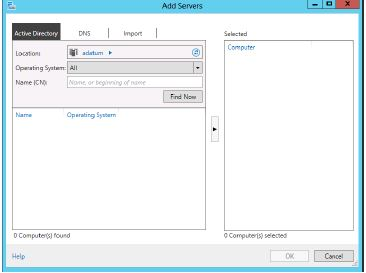 Add Servers
Active Directory
DNS
Import
Location:
adatum
Operating System:
All
Name (CN):
Name, or beginning of name
Find Now
Name
Operating System
0 Computer(s) found
Selected
Computer
0 Computer(s) selected
Help
OK
Cancel